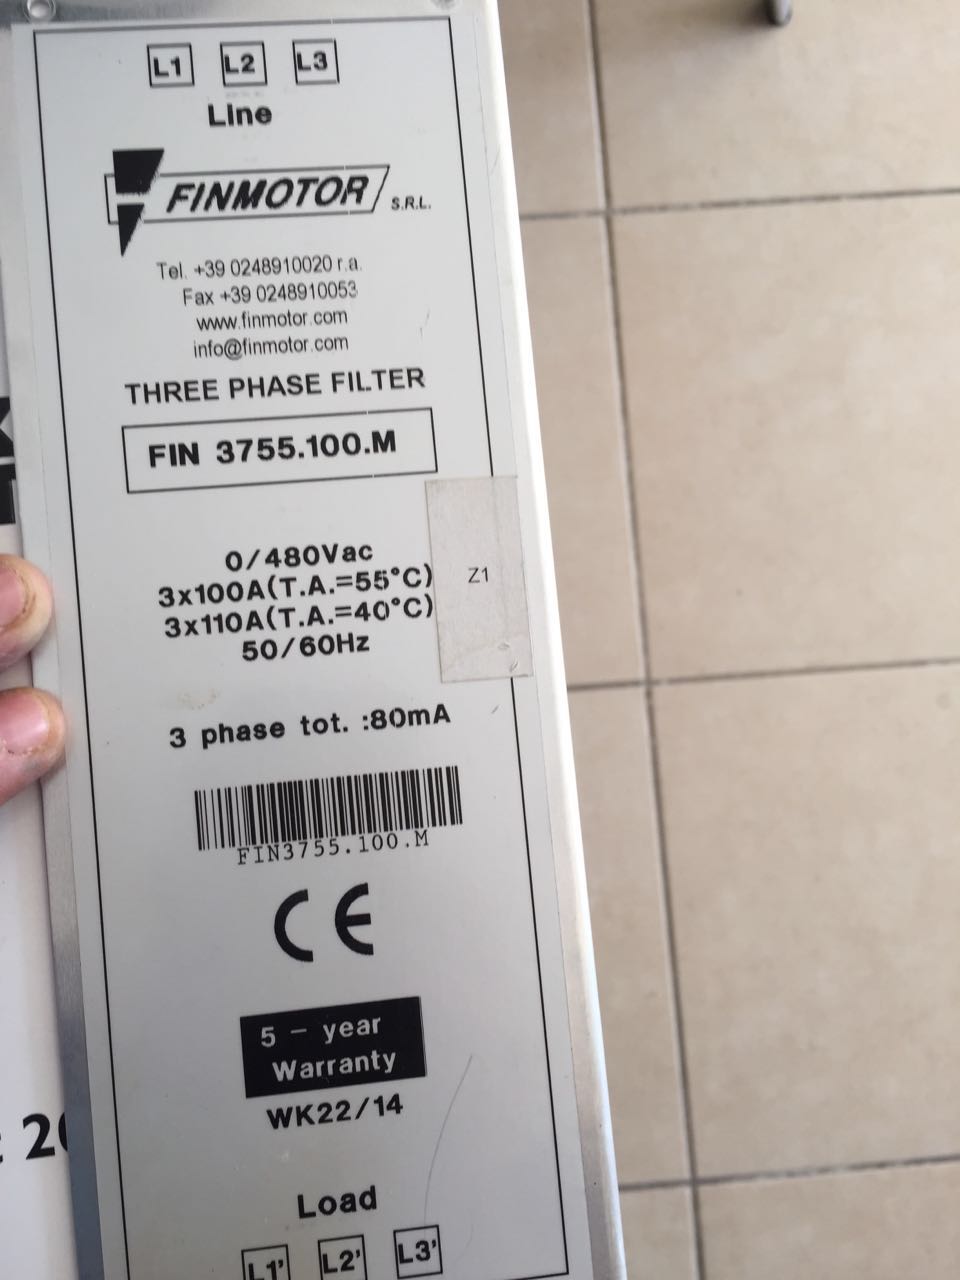 L1 L2 L3
Line
FINMOTOR S.R.L.
Tel. +39 0248910020 r.a.
Fax +39 0248910053
www.finmotor.com
info@finmotor.com
THREE PHASE FILTER
FIN 3755.100.M
0/480Vac
3x100A(T.A.=55°C)
3x110A(T.A.=40°C)
50/60Hz
Z1
3 phase tot. :80mA
FIN3755.100.M
CE
5 - year
Warranty
WK22/14
Load
L1' L2' L3'